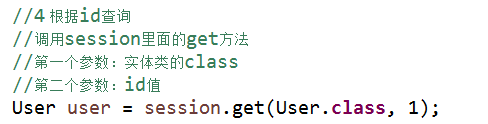 //4 根据id查询
//调用session里面的get方法
//第一个参数：实体类的class
//第二个参数：id值
User user = session.get(User.class, 1);